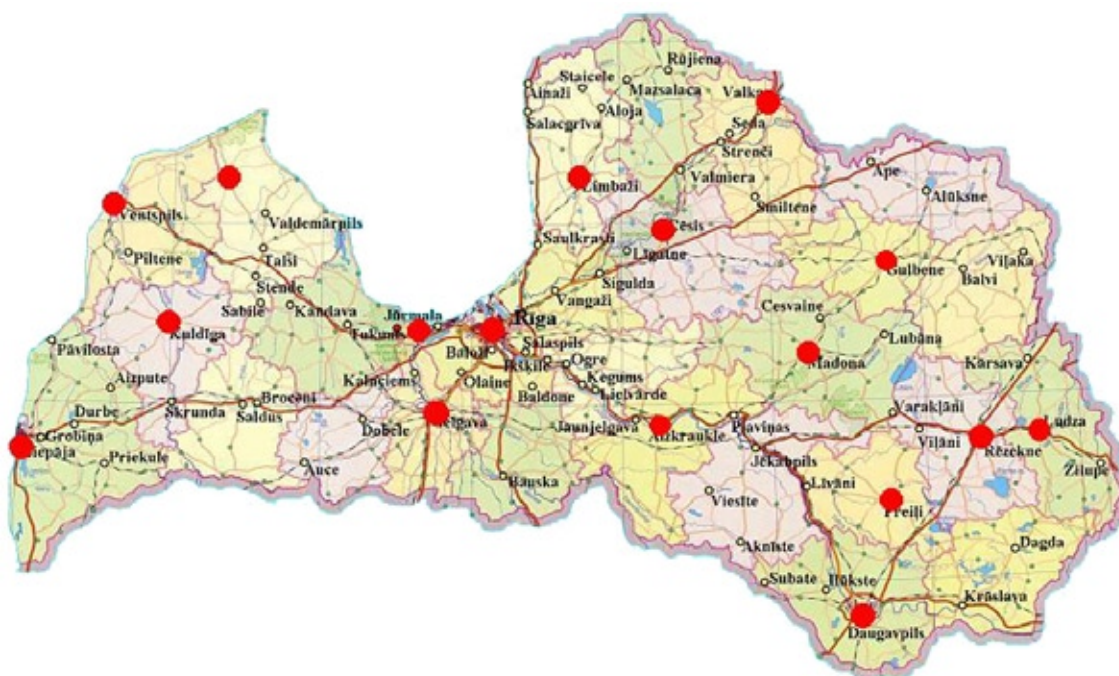 Rūjiena
Staicele
Mazsalaca
Ainaži
Aloja
Valka
Salacgrīva
Seda
Strenči
Valmiera
Ape
Limbaži
Alūksne
Smiltene
Ventspils
Valdemārpils
Cēsis
Saulkrasti
Līgatne
Piltene
Talsi
Gulbene
Viļaka
Balvi
Stende
Sigulda
Vangaži
Sabile
Kandava
Cesvaine
Jūrmala
Rīga
Kuldīga
Tukums
Lubāna
Pāvilosta
Salaspils
Baloži
Madona
Kārsava
Ikšķile
Ogre
Kalnciems
Olaine
Ķegums
Aizpute
Baldone
Lielvārde
Skrunda
Saldus
Brocēni
Durbe
Dobele
Jelgava
Jaunjelgava
Aizkraukle
Pļaviņas
Varakļāni
Viļāni
Ludza
Grobiņa
Liepāja
Rēzekne
Jēkabpils
Priekule
Auce
Zilupe
Bauska
Viesīte
Līvāni
Preiļi
Aknīste
Dagda
Subate
Ilūkste
Krāslava
Daugavpils